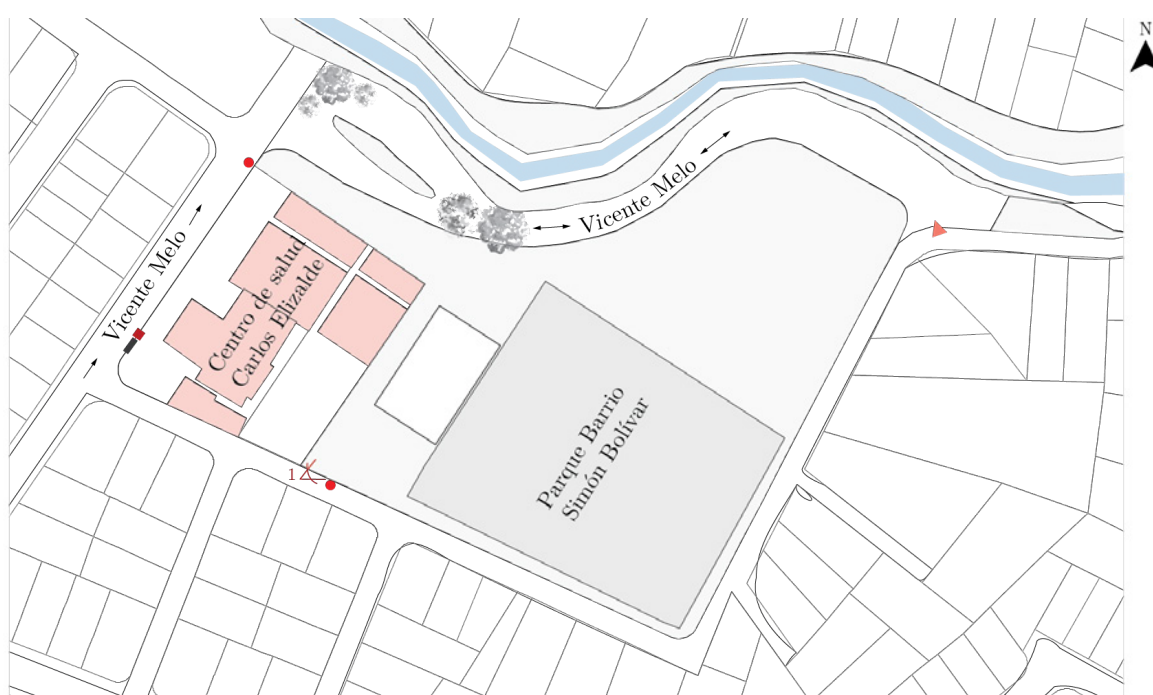 N
Vicente Melo
Vicente Melo
Centro de salud
Carlos Elizalde
Parque Barrio
Simón Bolívar
1